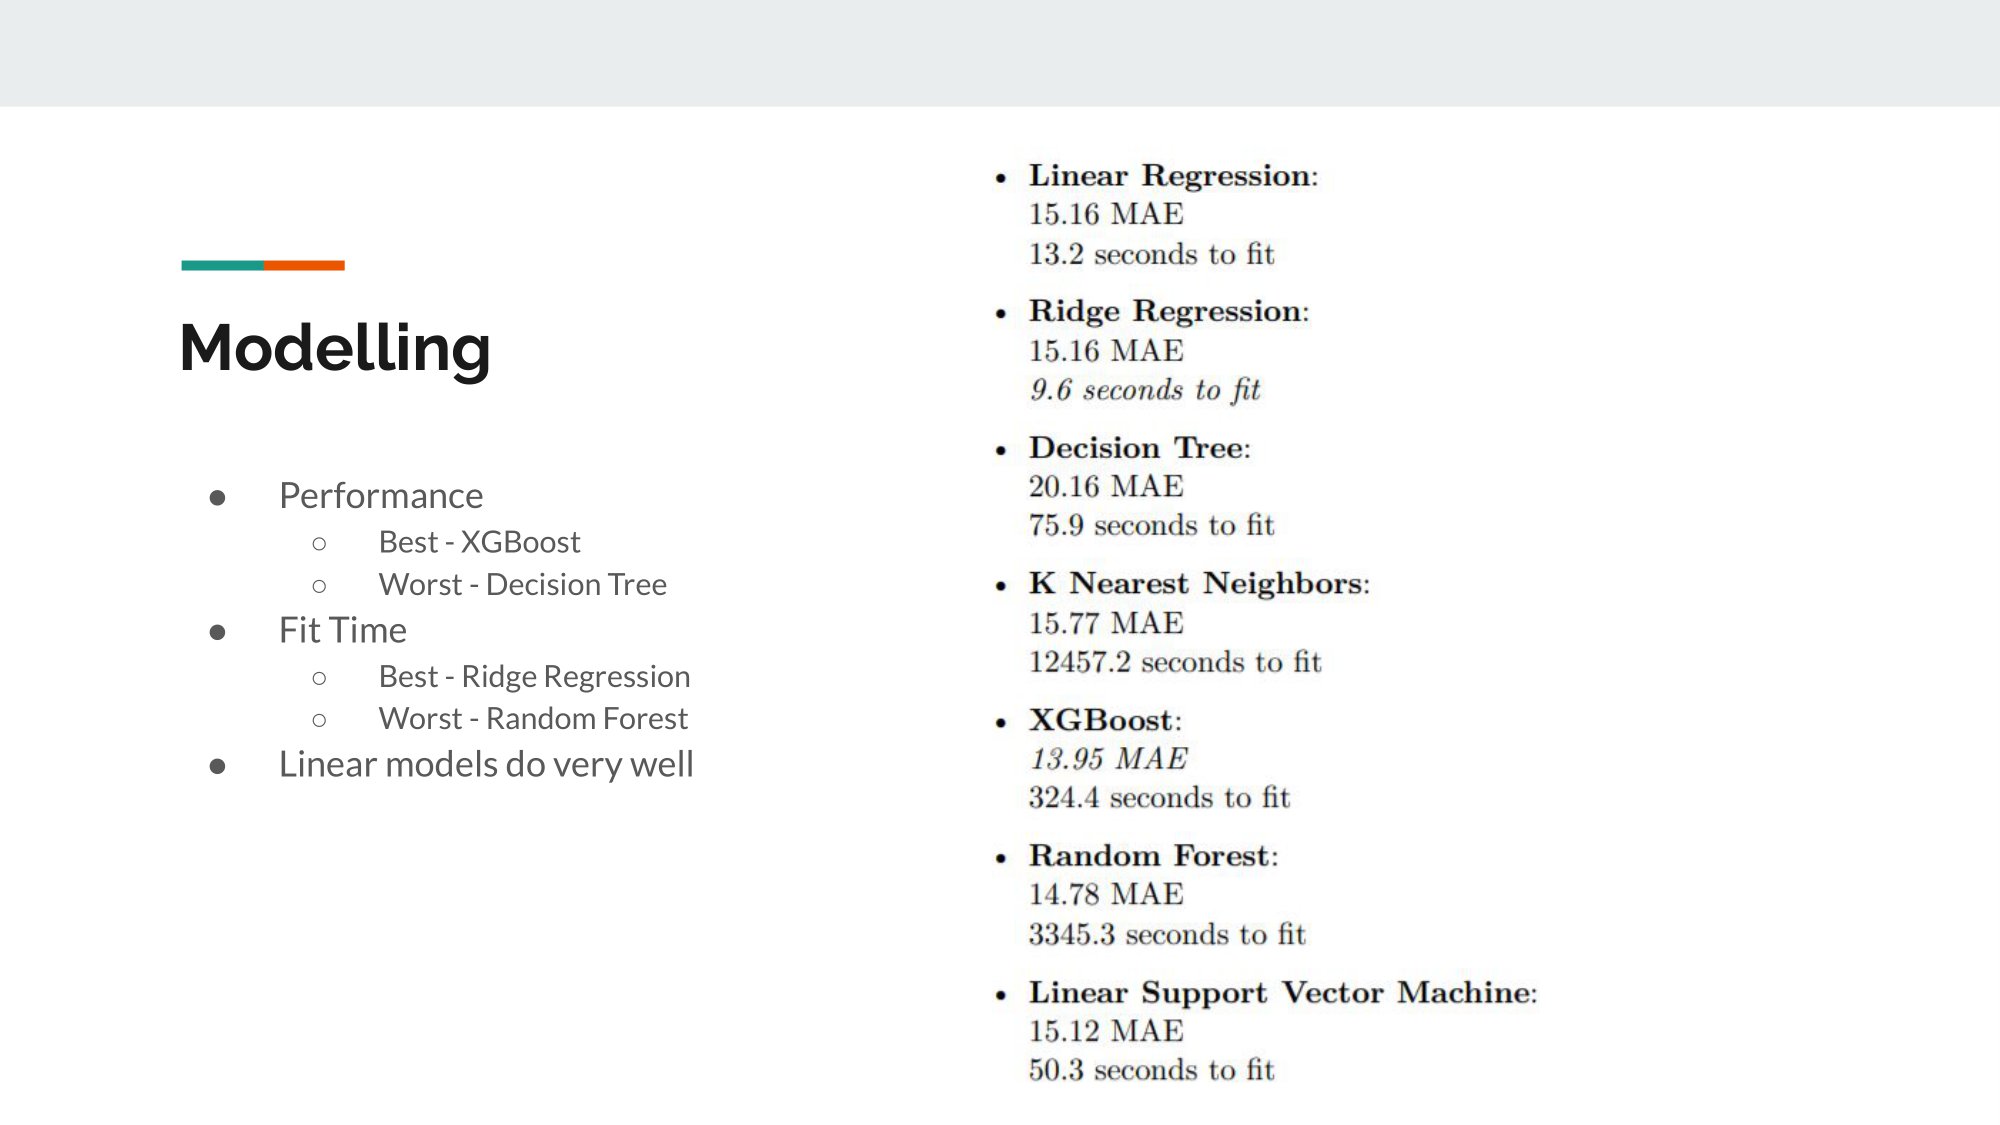 Modelling
● Performance
○ Best - XGBoost
○ Worst - Decision Tree
● Fit Time
○ Best - Ridge Regression
○ Worst - Random Forest
● Linear models do very well
• Linear Regression:
15.16 MAE
13.2 seconds to fit
• Ridge Regression:
15.16 MAE
9.6 seconds to fit
• Decision Tree:
20.16 MAE
75.9 seconds to fit
• K Nearest Neighbors:
15.77 MAE
12457.2 seconds to fit
• XGBoost:
13.95 MAE
324.4 seconds to fit
• Random Forest:
14.78 MAE
3345.3 seconds to fit
• Linear Support Vector Machine:
15.12 MAE
50.3 seconds to fit